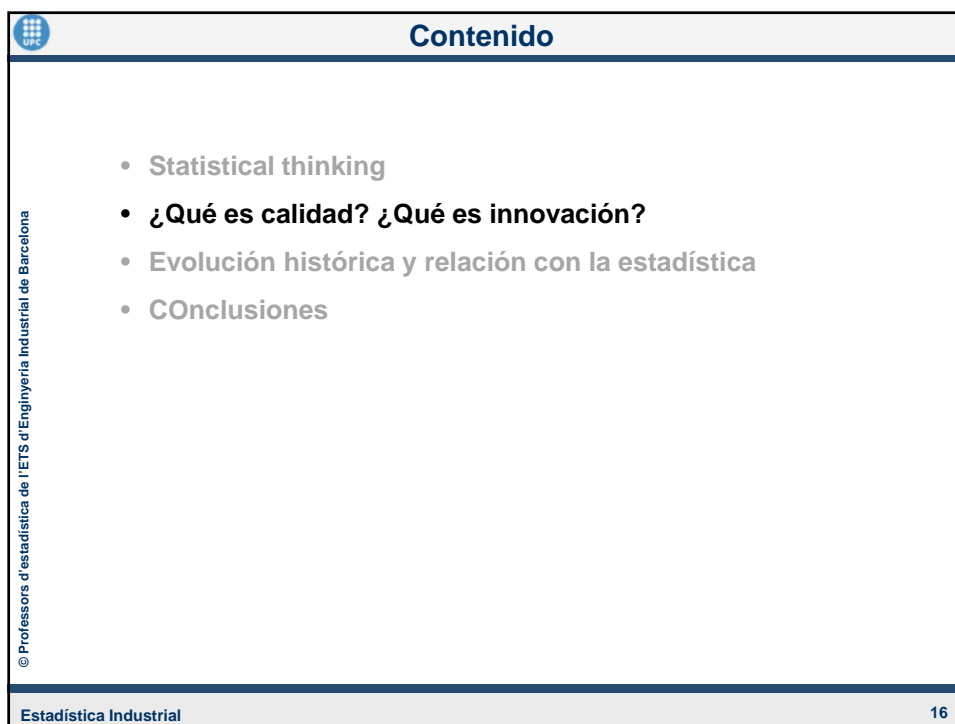 UPC
Contenido
• Statistical thinking
• ¿Qué es calidad? ¿Qué es innovación?
• Evolución histórica y relación con la estadística
• COnclusiones
© Professors d'estadística de l'ETS d'Enginyeria Industrial de Barcelona
Estadística Industrial
16